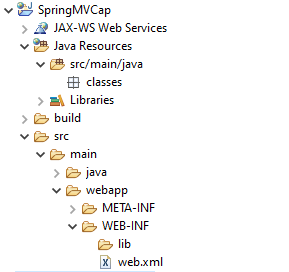 SpringMVCap
JAX-WS Web Services
Java Resources
src/main/java
classes
Libraries
build
src
main
java
webapp
META-INF
WEB-INF
lib
web.xml